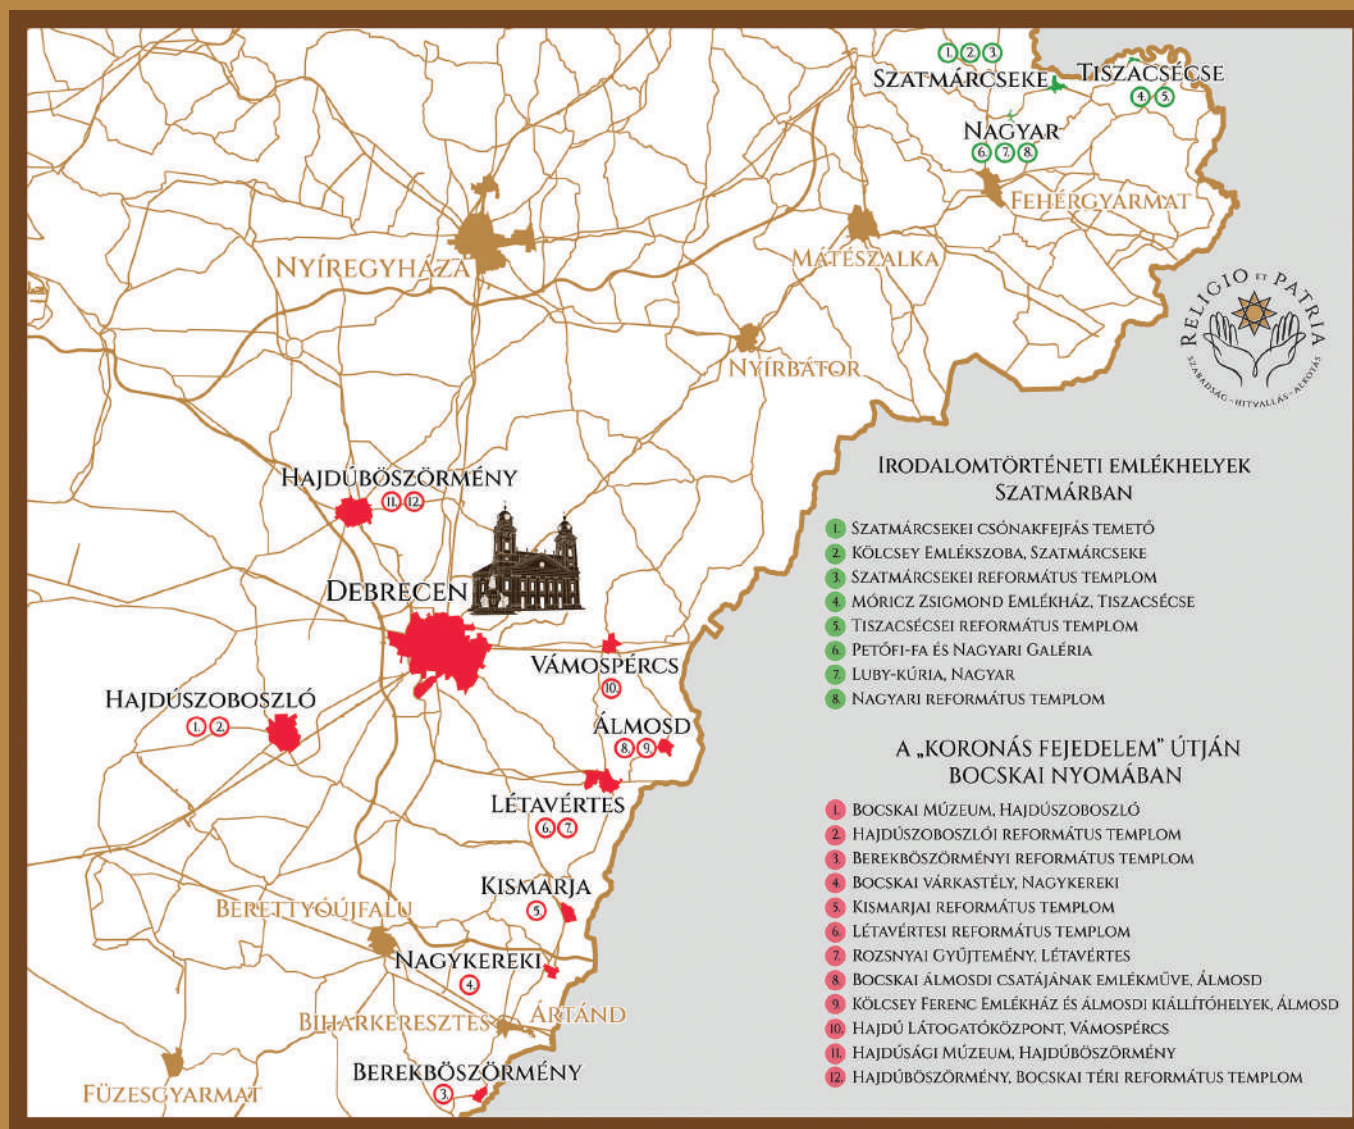 1. 2. 3.
SZATMÁRCSEKE
TISZACSÉCSE
4. 5.
NAGYAR
6. 7. 8.
FEHÉRGYARMAT
MÁTÉSZALKA
NYÍREGYHÁZA
NYÍRBÁTOR
RELIGIO ET PATRIA
SZABADSÁG – HITVALLÁS – ALKOTÁS
HAJDÚBÖSZÖRMÉNY
11. 12.
DEBRECEN
VÁMOSPÉRCS
10.
HAJDÚSZOBOSZLÓ
1. 2.
ÁLMOSD
8. 9.
LÉTAVÉRTES
6. 7.
KISMARJA
5.
BERETTYÓÚJFALU
NAGYKEREKI
4.
ÁRTÁND
BIHARKERESZTES
BEREKBÖSZÖRMÉNY
3.
FÜZESGYARMAT
IRODALOMTÖRTÉNETI EMLÉKHELYEK
SZATMÁRBAN
1. SZATMÁRCSEKEI CSÓNAKFEJFÁS TEMETŐ
2. KÖLCSEY EMLÉKSZOBA, SZATMÁRCSEKE
3. SZATMÁRCSEKEI REFORMÁTUS TEMPLOM
4. MÓRICZ ZSIGMOND EMLÉKHÁZ, TISZACSÉCSE
5. TISZACSÉCSEI REFORMÁTUS TEMPLOM
6. PETŐFI-FA ÉS NAGYARI GALÉRIA
7. LUBY-KÚRIA, NAGYAR
8. NAGYARI REFORMÁTUS TEMPLOM
A „KORONÁS FEJEDELEM” ÚTJÁN
BOCSKAI NYOMÁBAN
1. BOCSKAI MÚZEUM, HAJDÚSZOBOSZLÓ
2. HAJDÚSZOBOSZLÓI REFORMÁTUS TEMPLOM
3. BEREKBÖSZÖRMÉNYI REFORMÁTUS TEMPLOM
4. BOCSKAI VÁRKASTÉLY, NAGYKEREKI
5. KISMARJAI REFORMÁTUS TEMPLOM
6. LÉTAVÉRTESI REFORMÁTUS TEMPLOM
7. ROZSNYAI GYŰJTEMÉNY, LÉTAVÉRTES
8. BOCSKAI ÁLMOSDI CSATÁJÁNAK EMLÉKMŰVE, ÁLMOSD
9. KÖLCSEY FERENC EMLÉKHÁZ ÉS ÁLMOSDI KIÁLLÍTÓHELYEK, ÁLMOSD
10. HAJDÚ LÁTOGATÓKÖZPONT, VÁMOSPÉRCS
11. HAJDÚSÁGI MÚZEUM, HAJDÚBÖSZÖRMÉNY
12. HAJDÚBÖSZÖRMÉNY, BOCSKAI TÉRI REFORMÁTUS TEMPLOM